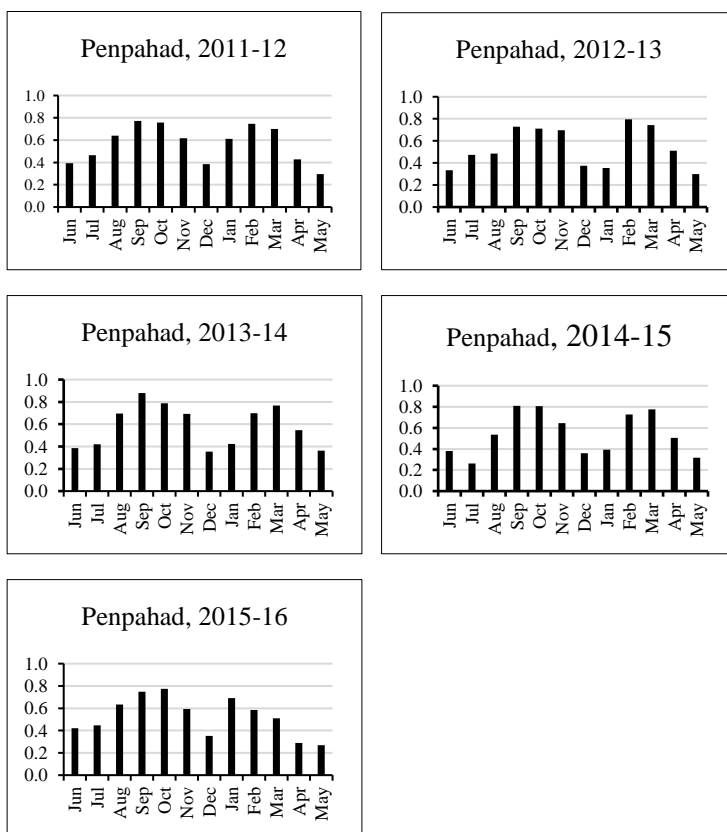 Penpahad, 2011-12
1.0
0.8
0.6
0.4
0.2
0.0
Jun
Jul
Aug
Sep
Oct
Nov
Dec
Jan
Feb
Mar
Apr
May
Penpahad, 2012-13
1.0
0.8
0.6
0.4
0.2
0.0
Jun
Jul
Aug
Sep
Oct
Nov
Dec
Jan
Feb
Mar
Apr
May
Penpahad, 2013-14
1.0
0.8
0.6
0.4
0.2
0.0
Jun
Jul
Aug
Sep
Oct
Nov
Dec
Jan
Feb
Mar
Apr
May
Penpahad, 2014-15
1.0
0.8
0.6
0.4
0.2
0.0
Jun
Jul
Aug
Sep
Oct
Nov
Dec
Jan
Feb
Mar
Apr
May
Penpahad, 2015-16
1.0
0.8
0.6
0.4
0.2
0.0
Jun
Jul
Aug
Sep
Oct
Nov
Dec
Jan
Feb
Mar
Apr
May